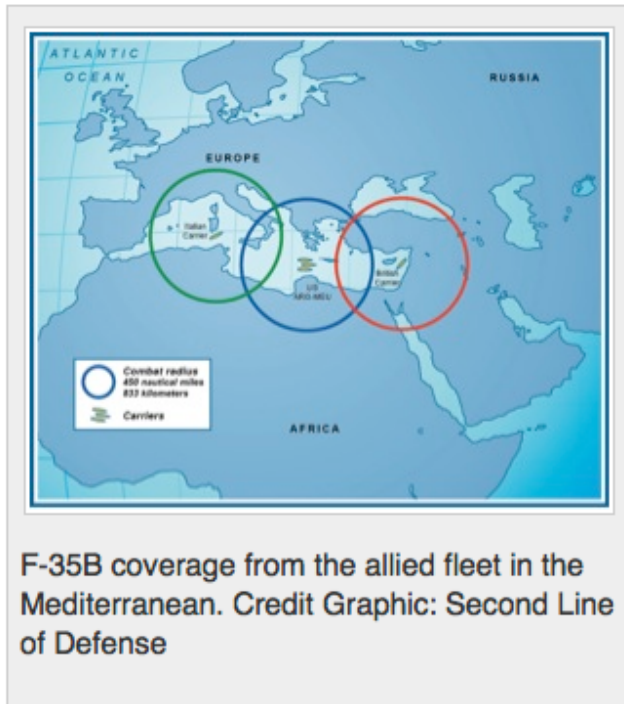 ATLANTIC
OCEAN
RUSSIA
EUROPE
Italian
Carrier
US
ARG-MEU
British
Carrier
Combat radius
450 nautical miles
833 kilometers
Carriers
AFRICA
F-35B coverage from the allied fleet in the
Mediterranean. Credit Graphic: Second Line
of Defense